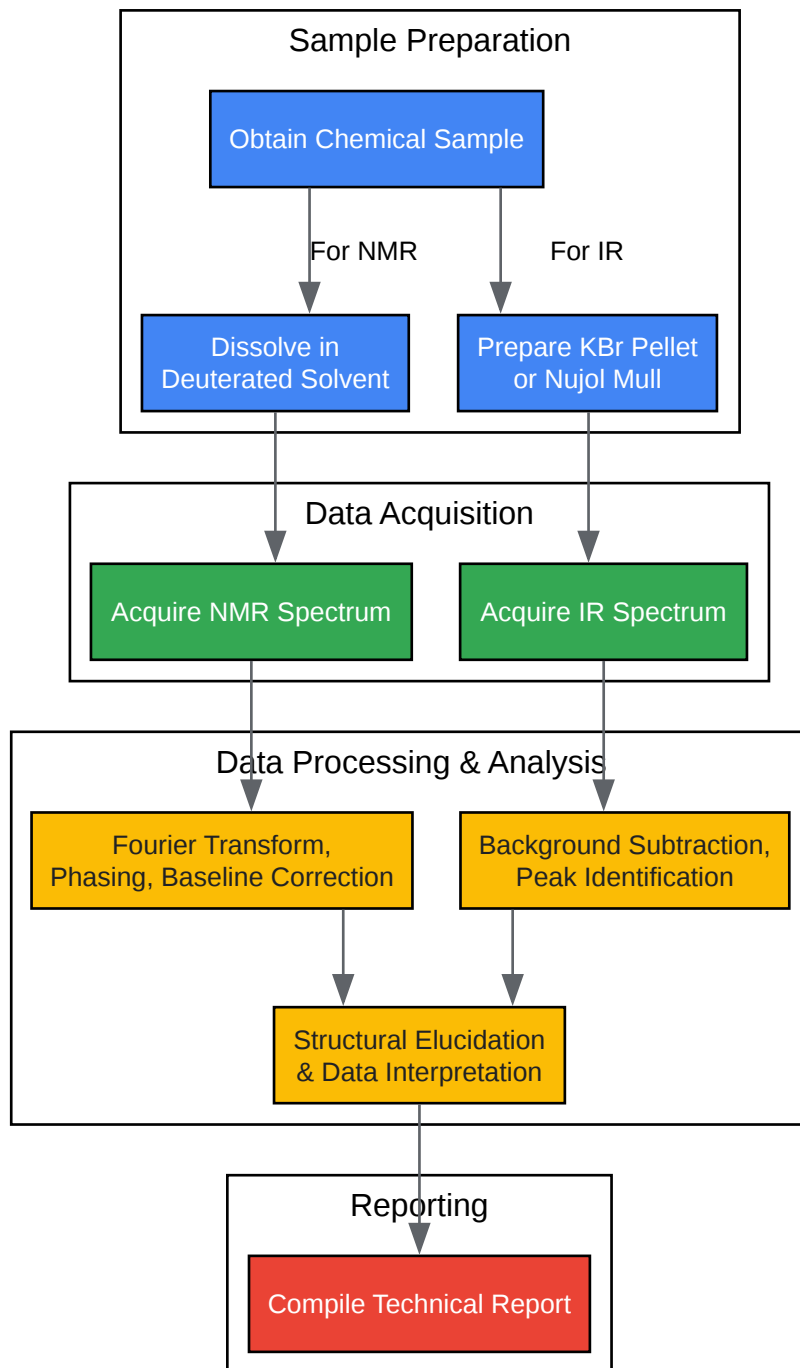 Sample Preparation
Obtain Chemical Sample
For NMR
For IR
Dissolve in
Deuterated Solvent
Prepare KBr Pellet
or Nujol Mull
Data Acquisition
Acquire NMR Spectrum
Acquire IR Spectrum
Data Processing & Analysis
Fourier Transform,
Phasing, Baseline Correction
Background Subtraction,
Peak Identification
Structural Elucidation
& Data Interpretation
Reporting
Compile Technical Report